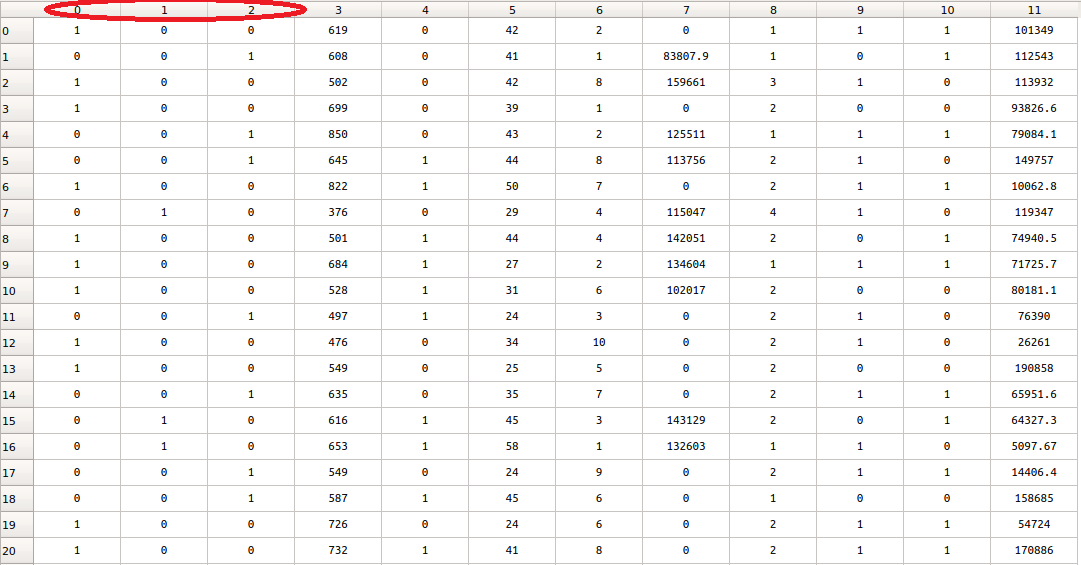 0 1 2 3 4 5 6 7 8 9 10 11
0 1 0 0 619 0 42 2 0 1 1 1 101349
1 0 0 1 608 0 41 1 83807.9 1 0 1 112543
2 1 0 0 502 0 42 8 159661 3 1 0 113932
3 1 0 0 699 0 39 1 0 2 0 0 93826.6
4 0 0 1 850 0 43 2 125511 1 1 1 79084.1
5 0 0 1 645 1 44 8 113756 2 1 0 149757
6 1 0 0 822 1 50 7 0 2 1 1 10062.8
7 0 1 0 376 0 29 4 115047 4 1 0 119347
8 1 0 0 501 1 44 4 142051 2 0 1 74940.5
9 1 0 0 684 1 27 2 134604 1 1 1 71725.7
10 1 0 0 528 1 31 6 102017 2 0 0 80181.1
11 0 0 1 497 1 24 3 0 2 1 0 76390
12 1 0 0 476 0 34 10 0 2 1 0 26261
13 1 0 0 549 0 25 5 0 2 0 0 190858
14 0 0 1 635 0 35 7 0 2 1 1 65951.6
15 0 1 0 616 1 45 3 143129 2 0 1 64327.3
16 0 1 0 653 1 58 1 132603 1 1 0 5097.67
17 0 0 1 549 0 24 9 0 2 1 1 14406.4
18 0 0 1 587 1 45 6 0 1 0 0 158685
19 1 0 0 726 0 24 6 0 2 1 1 54724
20 1 0 0 732 1 41 8 0 2 1 1 170886